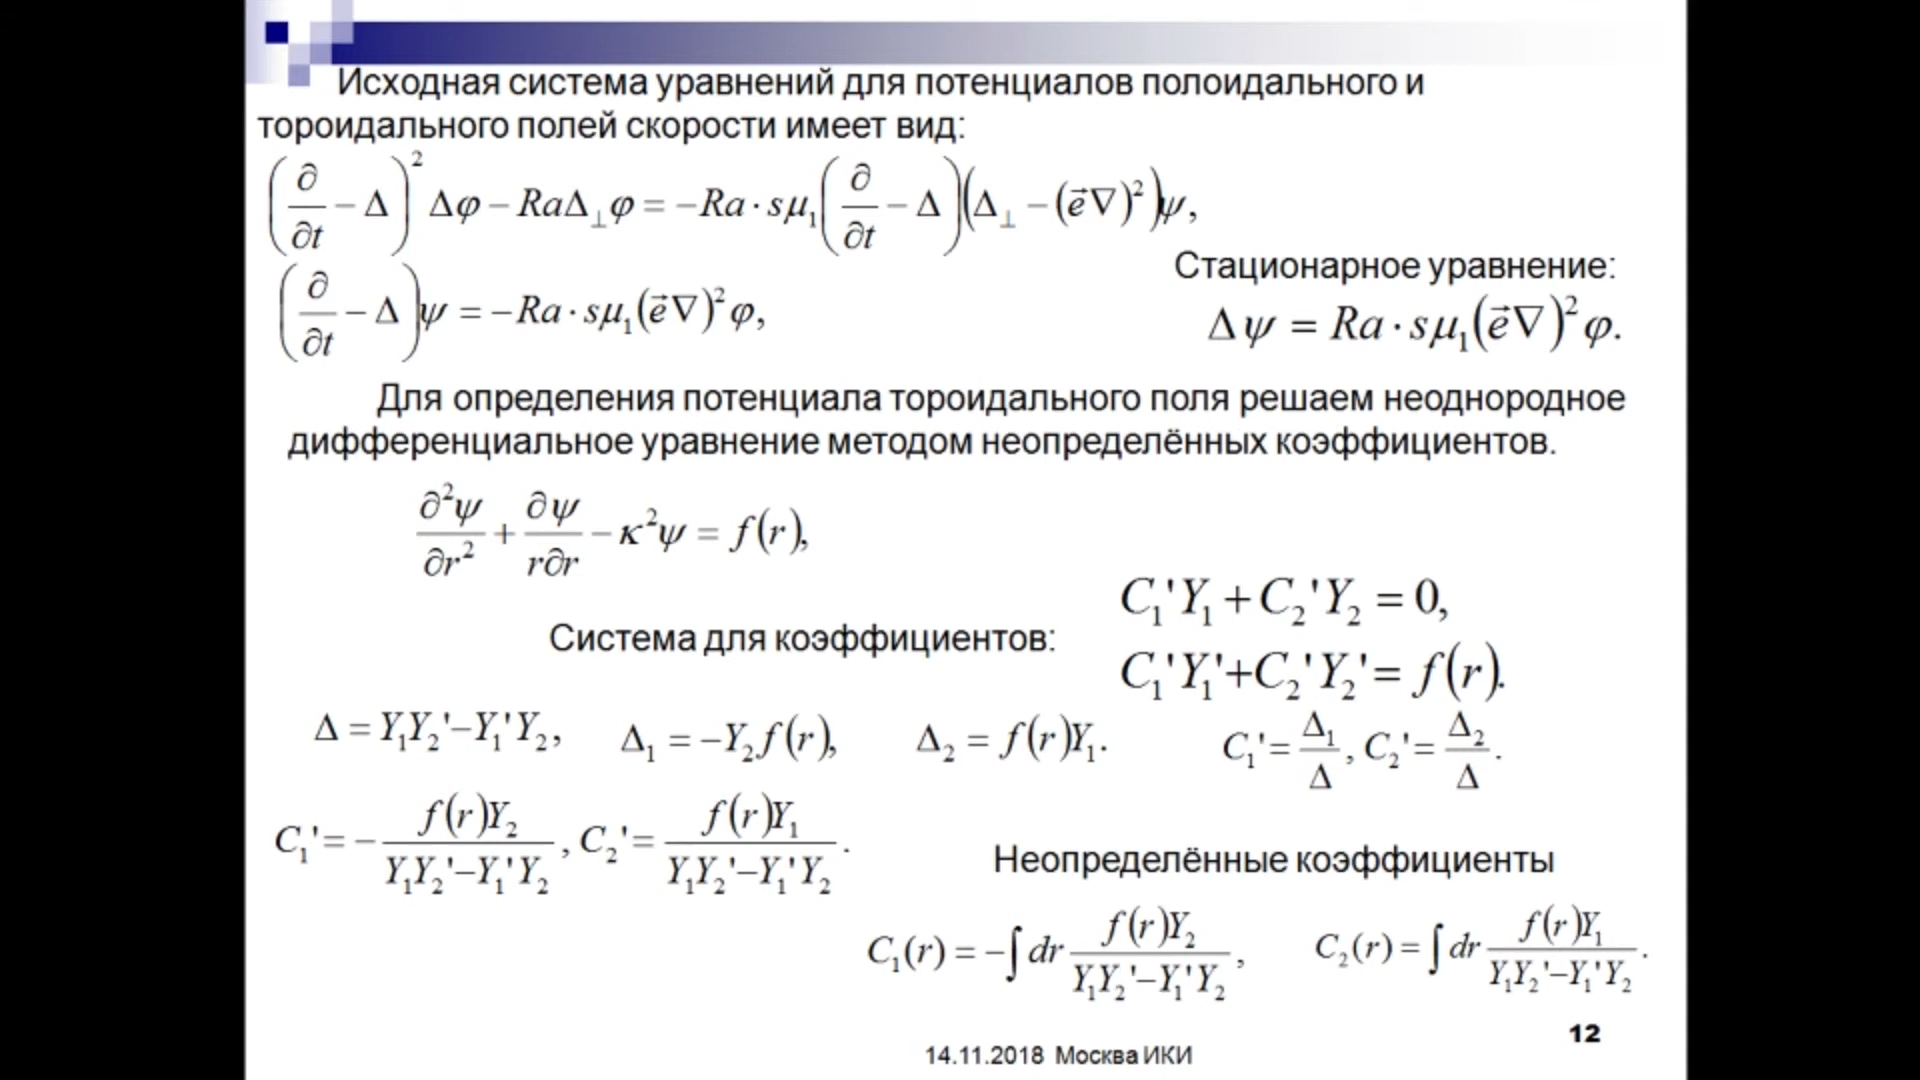 Исходная система уравнений для потенциалов полоидального и
тороидального полей скорости имеет вид:
(∂/∂t − Δ)² Δφ − RaΔ⊥φ = −Ra · sμ₁(∂/∂t − Δ)(Δ⊥ − (e⃗∇)²)ψ,
(∂/∂t − Δ)ψ = −Ra · sμ₁(e⃗∇)²φ,
Стационарное уравнение:
Δψ = Ra · sμ₁(e⃗∇)²φ.
Для определения потенциала тороидального поля решаем неоднородное
дифференциальное уравнение методом неопределённых коэффициентов.
∂²ψ/∂r² + ∂ψ/r∂r − κ²ψ = f(r),
Система для коэффициентов:
C₁'Y₁ + C₂'Y₂ = 0,
C₁'Y₁'+C₂'Y₂'= f(r).
Δ = Y₁Y₂'−Y₁'Y₂, Δ₁ = −Y₂f(r), Δ₂ = f(r)Y₁. C₁'= Δ₁/Δ, C₂'= Δ₂/Δ.
C₁'= − f(r)Y₂/(Y₁Y₂'−Y₁'Y₂), C₂'= f(r)Y₁/(Y₁Y₂'−Y₁'Y₂).
Неопределённые коэффициенты
C₁(r) = −∫dr f(r)Y₂/(Y₁Y₂'−Y₁'Y₂), C₂(r) = ∫dr f(r)Y₁/(Y₁Y₂'−Y₁'Y₂).
12
14.11.2018 Москва ИКИ